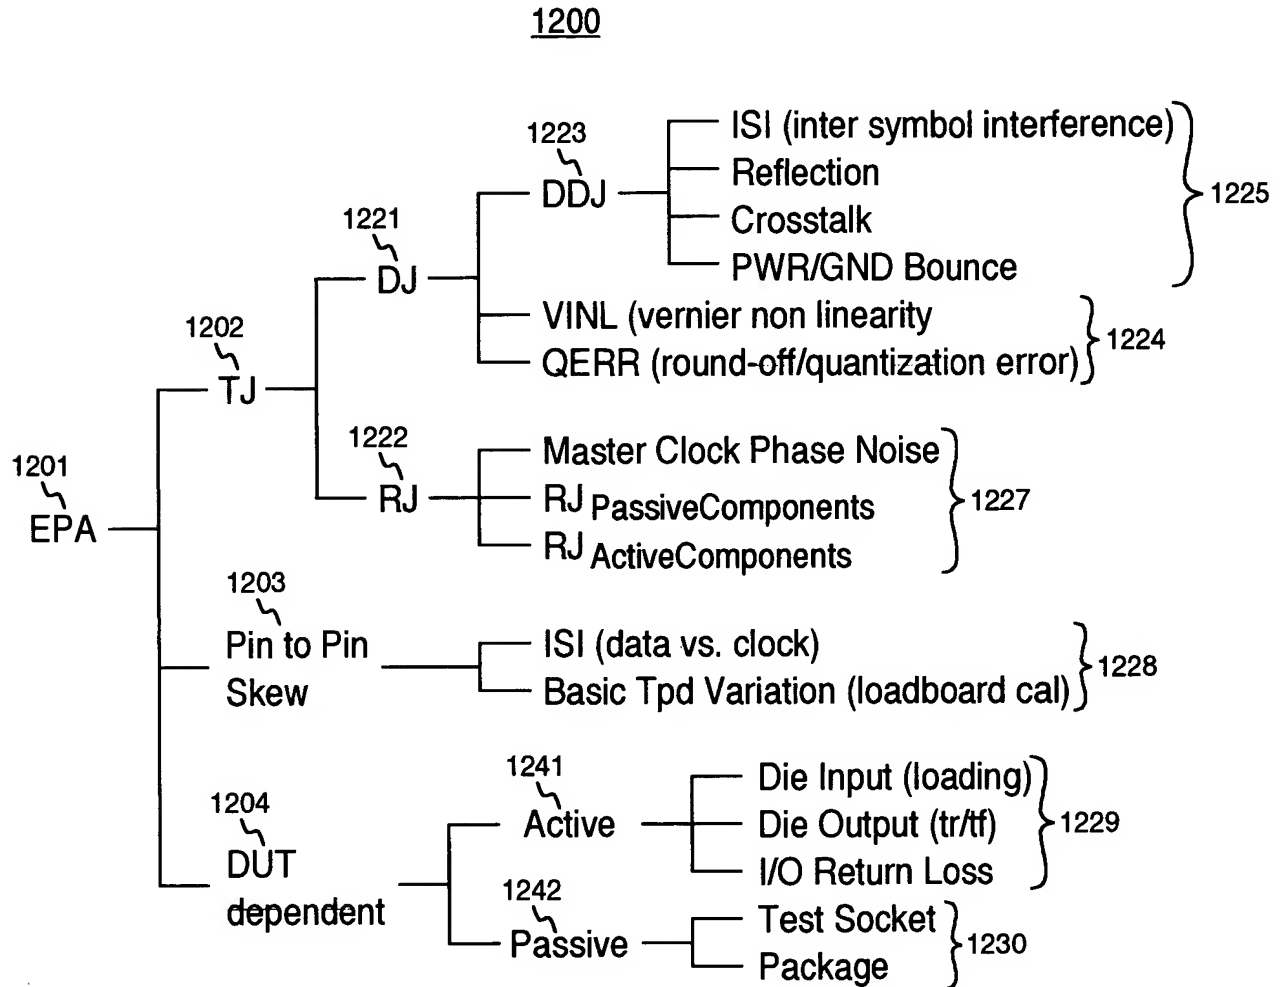 1200
1223
ISI (inter symbol interference)
DDJ
Reflection
1225
Crosstalk
PWR/GND Bounce
1221
DJ
VINL (vernier non linearity
QERR (round-off/quantization error)
1224
1202
TJ
1222
RJ
Master Clock Phase Noise
RJ PassiveComponents
RJ ActiveComponents
1227
1201
EPA
1203
Pin to Pin
Skew
ISI (data vs. clock)
Basic Tpd Variation (loadboard cal)
1228
1204
DUT
dependent
1241
Active
Die Input (loading)
Die Output (tr/tf)
I/O Return Loss
1229
1242
Passive
Test Socket
Package
1230